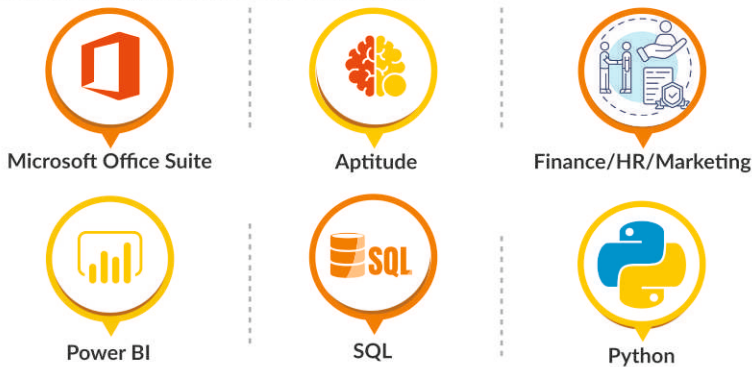 Microsoft Office Suite
Aptitude
Finance/HR/Marketing
SQL
Power BI
SQL
Python